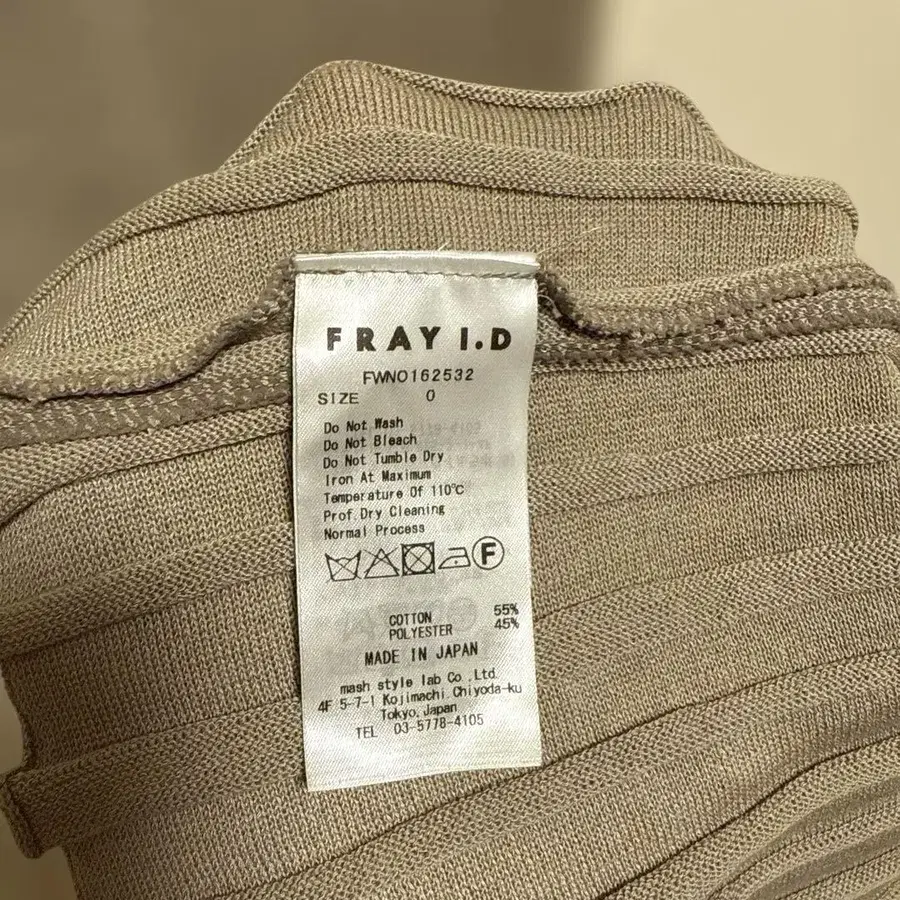 FRAY I.D
FWNO162532
SIZE 0
Do Not Wash
Do Not Bleach
Do Not Tumble Dry
Iron At Maximum
Temperature Of 110℃
Prof.Dry Cleaning
Normal Process
F
COTTON 55%
POLYESTER 45%
MADE IN JAPAN
mash style lab Co.,Ltd.
4F 5-7-1 Kojimachi Chiyoda-ku
Tokyo,Japan
TEL 03-5778-4105